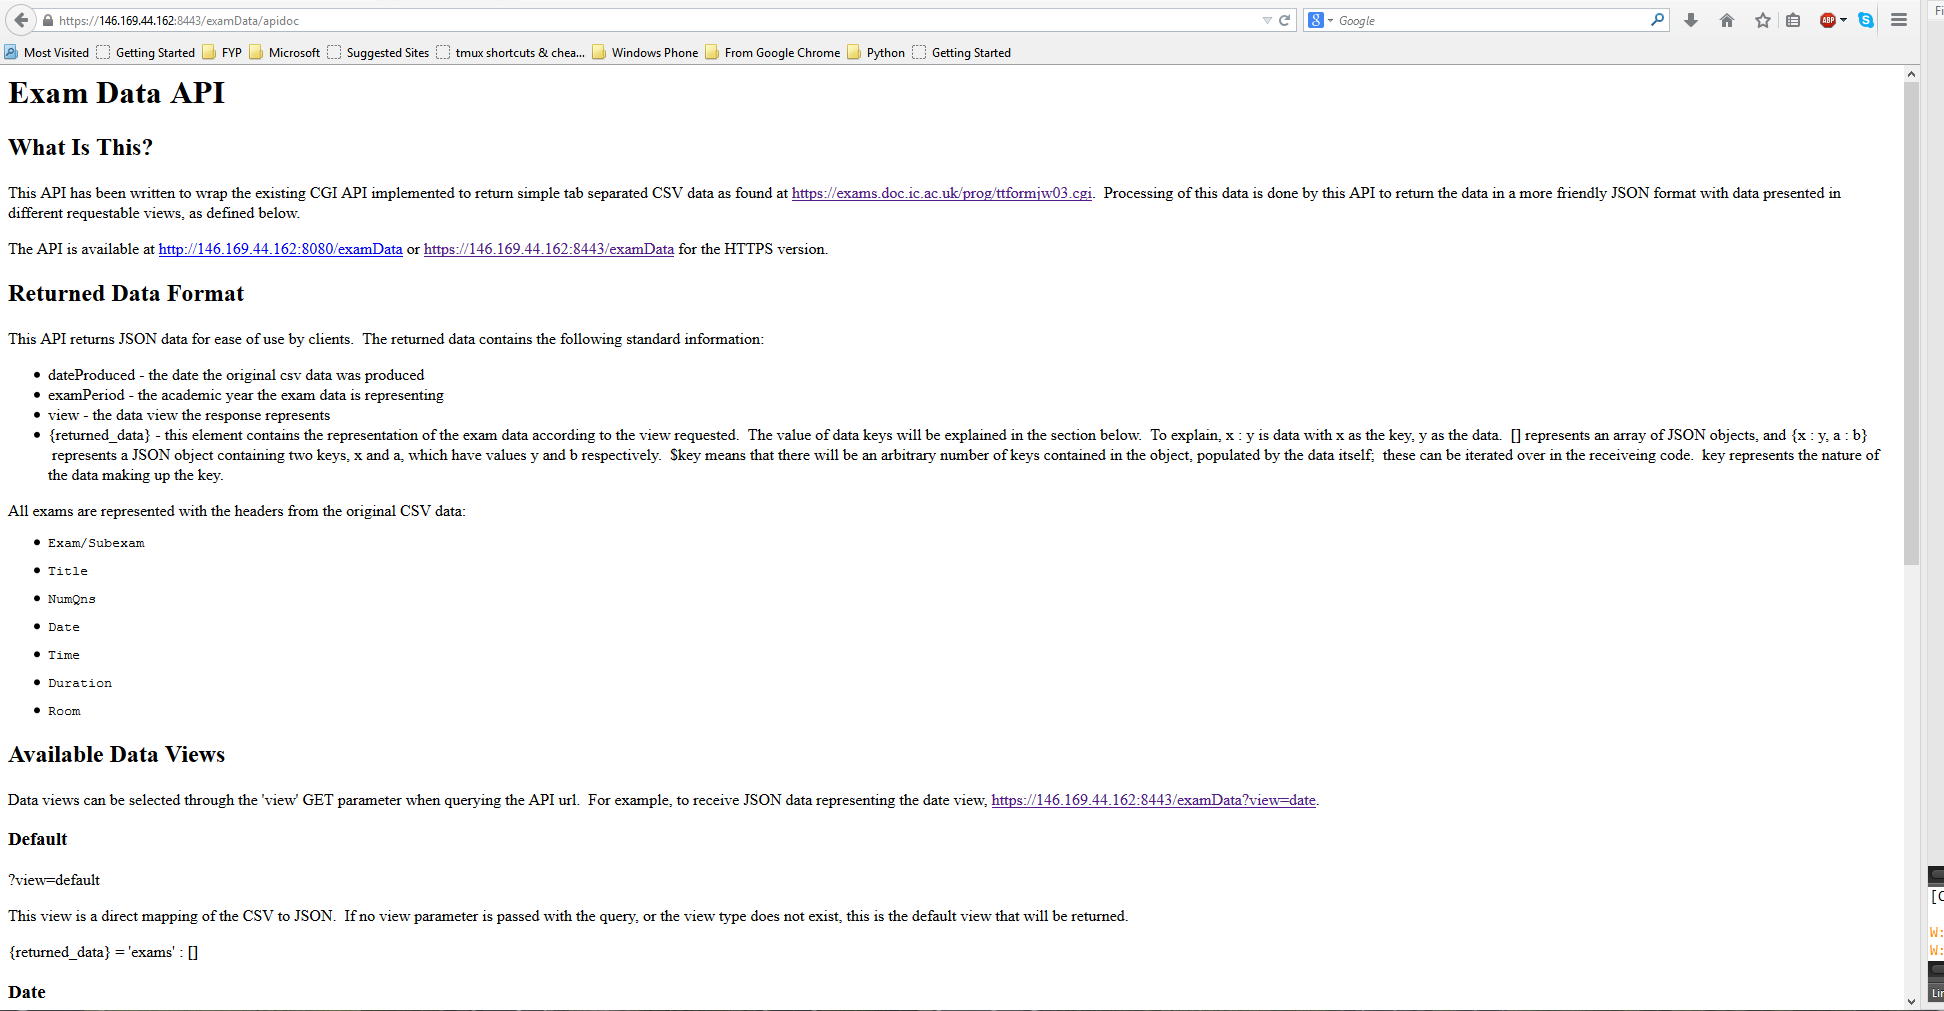 https://146.169.44.162:8443/examData/apidoc
Google
Most Visited Getting Started FYP Microsoft Suggested Sites tmux shortcuts & chea... Windows Phone From Google Chrome Python Getting Started
Exam Data API
What Is This?
This API has been written to wrap the existing CGI API implemented to return simple tab separated CSV data as found at https://exams.doc.ic.ac.uk/prog/ttformjw03.cgi. Processing of this data is done by this API to return the data in a more friendly JSON format with data presented in
different requestable views, as defined below.
The API is available at http://146.169.44.162:8080/examData or https://146.169.44.162:8443/examData for the HTTPS version.
Returned Data Format
This API returns JSON data for ease of use by clients. The returned data contains the following standard information:
• dateProduced - the date the original csv data was produced
• examPeriod - the academic year the exam data is representing
• view - the data view the response represents
• {returned_data} - this element contains the representation of the exam data according to the view requested. The value of data keys will be explained in the section below. To explain, x : y is data with x as the key, y as the data. [] represents an array of JSON objects, and {x : y, a : b}
represents a JSON object containing two keys, x and a, which have values y and b respectively. $key means that there will be an arbitrary number of keys contained in the object, populated by the data itself; these can be iterated over in the receiveing code. key represents the nature of
the data making up the key.
All exams are represented with the headers from the original CSV data:
• Exam/Subexam
• Title
• NumQns
• Date
• Time
• Duration
• Room
Available Data Views
Data views can be selected through the 'view' GET parameter when querying the API url. For example, to receive JSON data representing the date view, https://146.169.44.162:8443/examData?view=date.
Default
?view=default
This view is a direct mapping of the CSV to JSON. If no view parameter is passed with the query, or the view type does not exist, this is the default view that will be returned.
{returned_data} = 'exams' : []
Date
ABP
W:
W: